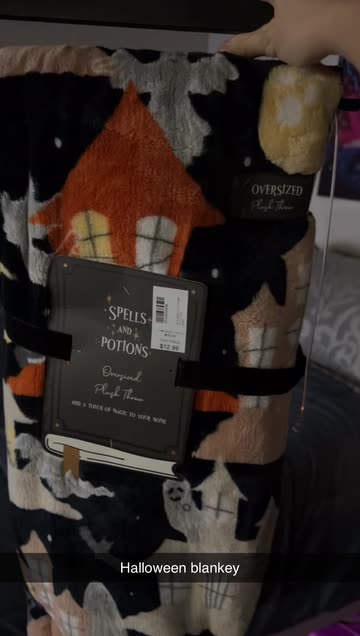 OVERSIZED
Plush Throw
SPELLS
AND
POTIONS
$12.99
Oversized
Plush Throw
ADD A TOUCH OF MAGIC TO YOUR HOME
Halloween blankey